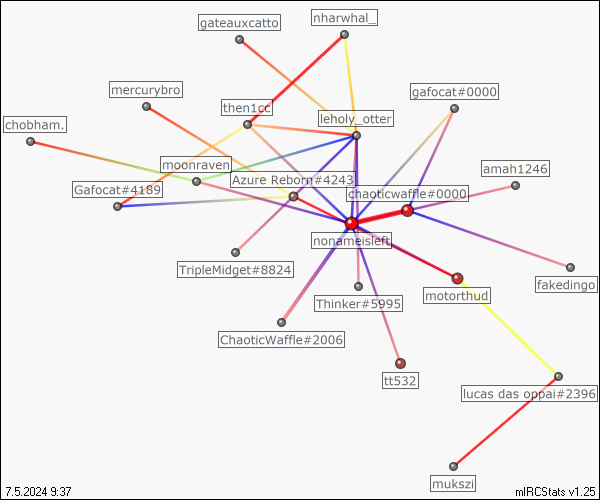 nharwhal_
gateauxcatto
gafocat#0000
mercurybro
then1cc
leholy_otter
chobham.
moonraven
amah1246
Azure Reborn#4243
Gafocat#4189
chaoticwaffle#0000
nonameisleft
TripleMidget#8824
fakedingo
motorthud
Thinker#5995
ChaoticWaffle#2006
tt532
lucas das oppai#2396
mukszi
7.5.2024 9:37
mIRCStats v1.25